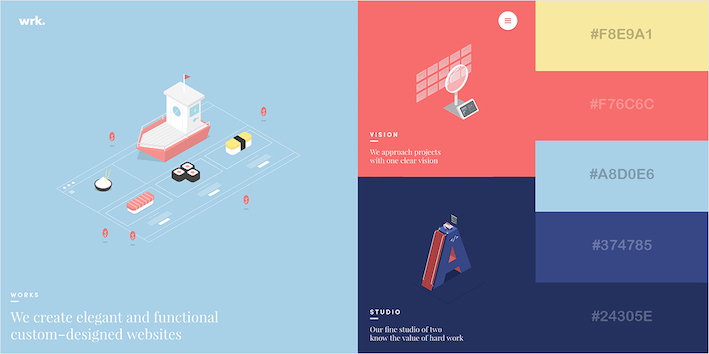 wrk.
WORKS
We create elegant and functional
custom-designed websites
VISION
We approach projects
with one clear vision
STUDIO
Our fine studio of two
know the value of hard work
#F8E9A1
#F76C6C
#A8D0E6
#374785
#24305E